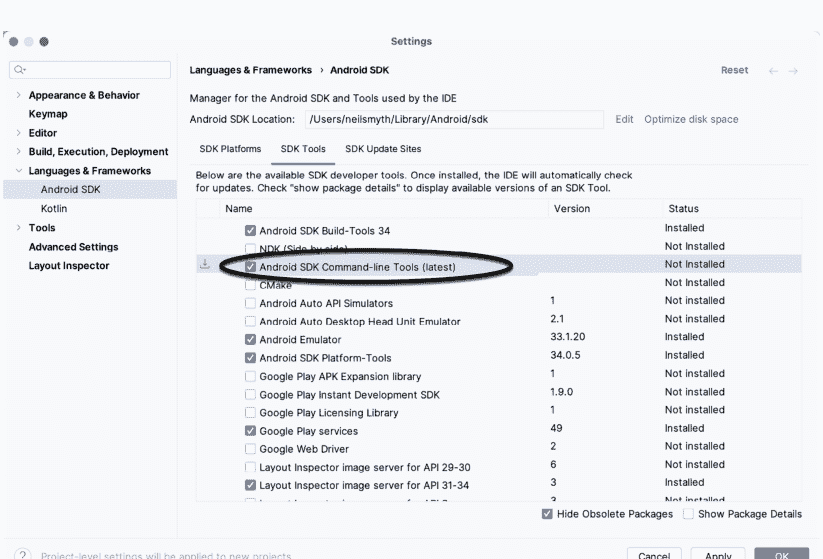 Settings
Languages & Frameworks › Android SDK
Reset
Appearance & Behavior
Keymap
Editor
Build, Execution, Deployment
Languages & Frameworks
Android SDK
Kotlin
Tools
Advanced Settings
Layout Inspector
Manager for the Android SDK and Tools used by the IDE
Android SDK Location: /Users/neilsmyth/Library/Android/sdk Edit Optimize disk space
SDK Platforms SDK Tools SDK Update Sites
Below are the available SDK developer tools. Once installed, the IDE will automatically check
for updates. Check "show package details" to display available versions of an SDK Tool.
Name Version Status
Android SDK Build-Tools 34 Installed
NDK (Side by side) Not Installed
Android SDK Command-line Tools (latest) Not Installed
CMake Not Installed
Android Auto API Simulators 1 Not installed
Android Auto Desktop Head Unit Emulator 2.1 Not installed
Android Emulator 33.1.20 Installed
Android SDK Platform-Tools 34.0.5 Installed
Google Play APK Expansion library 1 Not installed
Google Play Instant Development SDK 1.9.0 Not installed
Google Play Licensing Library 1 Not installed
Google Play services 49 Installed
Google Web Driver 2 Not installed
Layout Inspector image server for API 29-30 6 Not installed
Layout Inspector image server for API 31-34 3 Installed
3 Not installed
Hide Obsolete Packages Show Package Details
? Project-level settings will be applied to new projects
Cancel Apply OK